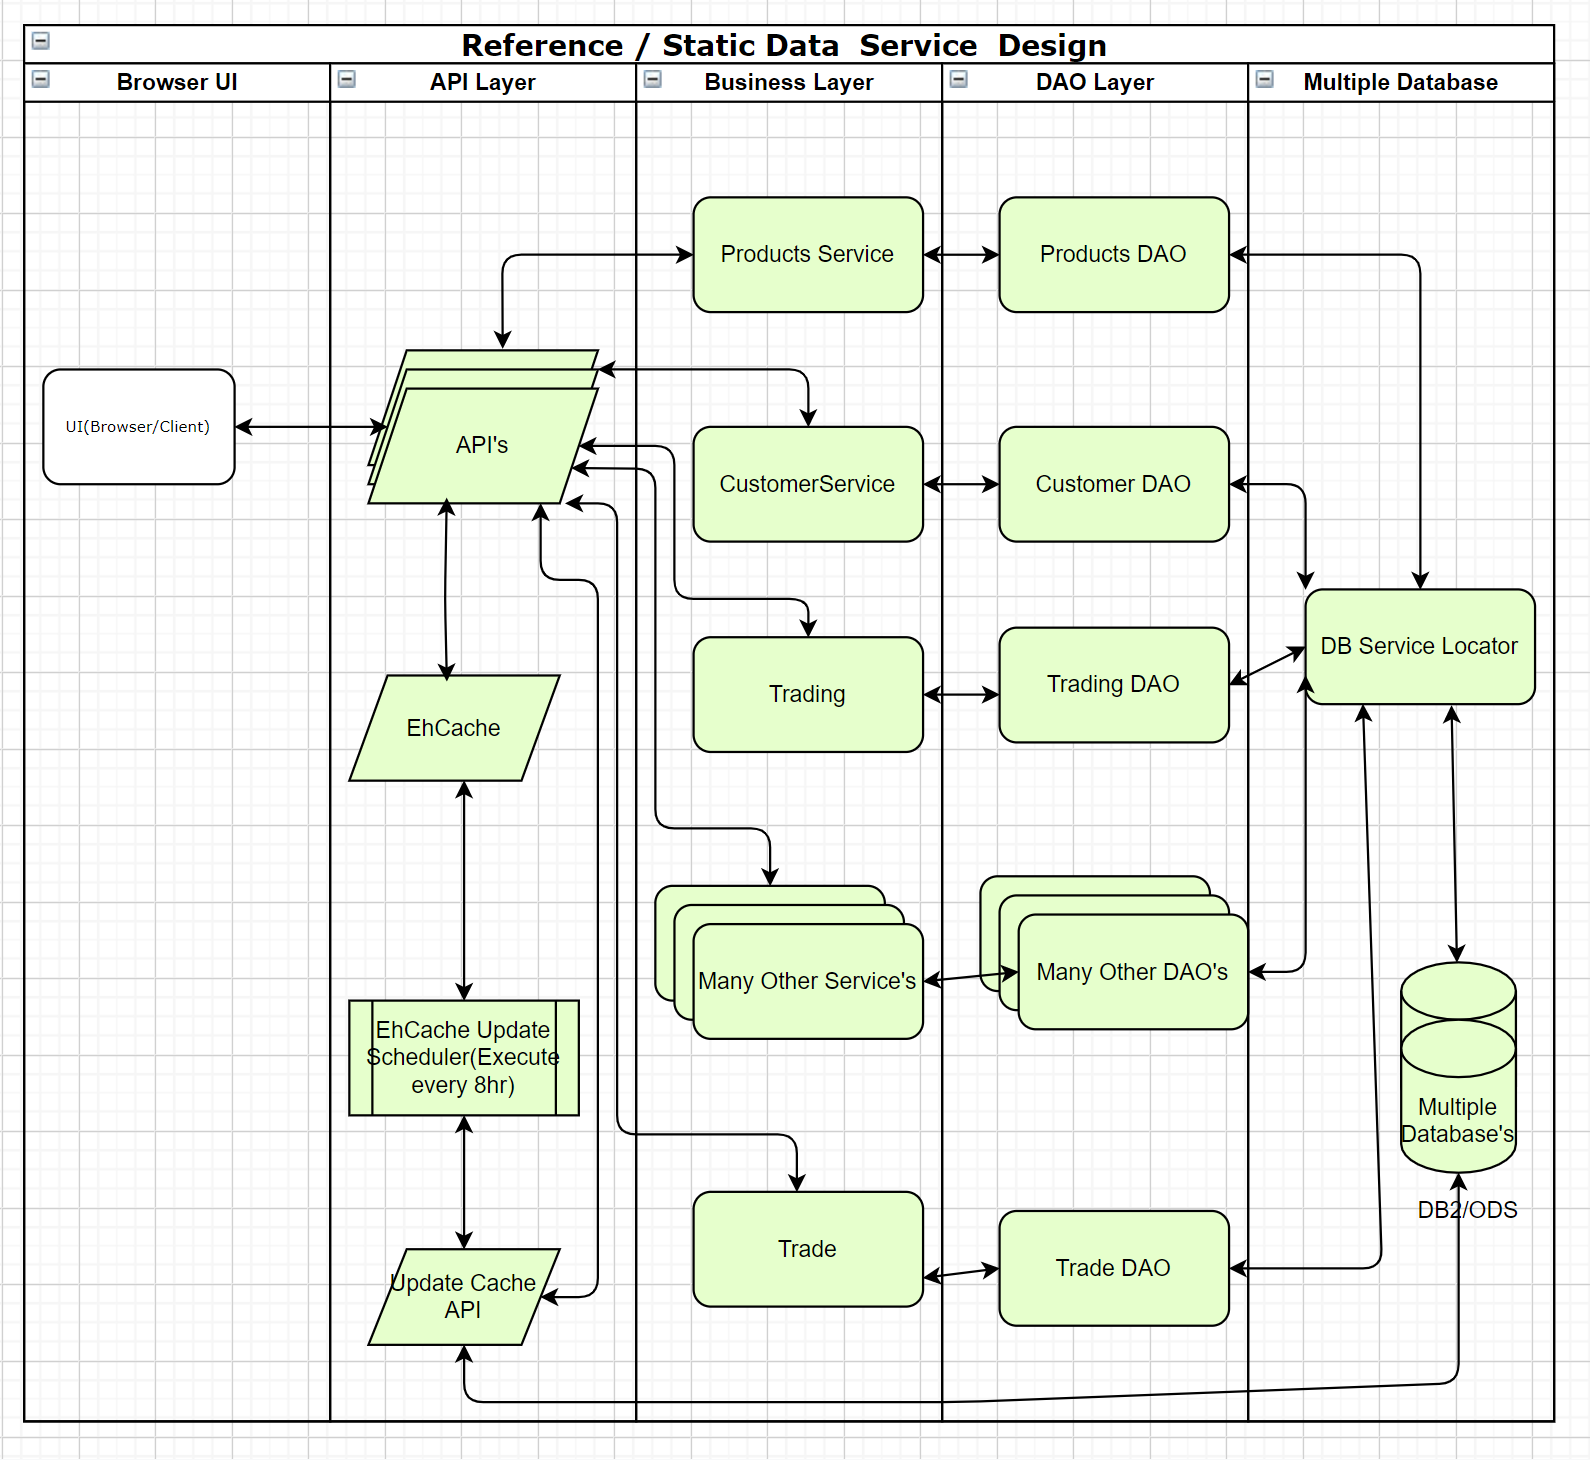 Reference / Static Data Service Design
Browser UI
API Layer
Business Layer
DAO Layer
Multiple Database
Products Service
Products DAO
UI(Browser/Client)
API's
CustomerService
Customer DAO
DB Service Locator
Trading
Trading DAO
EhCache
Many Other Service's
Many Other DAO's
EhCache Update
Scheduler(Execute
every 8hr)
Multiple
Database's
DB2/ODS
Trade
Trade DAO
Update Cache
API